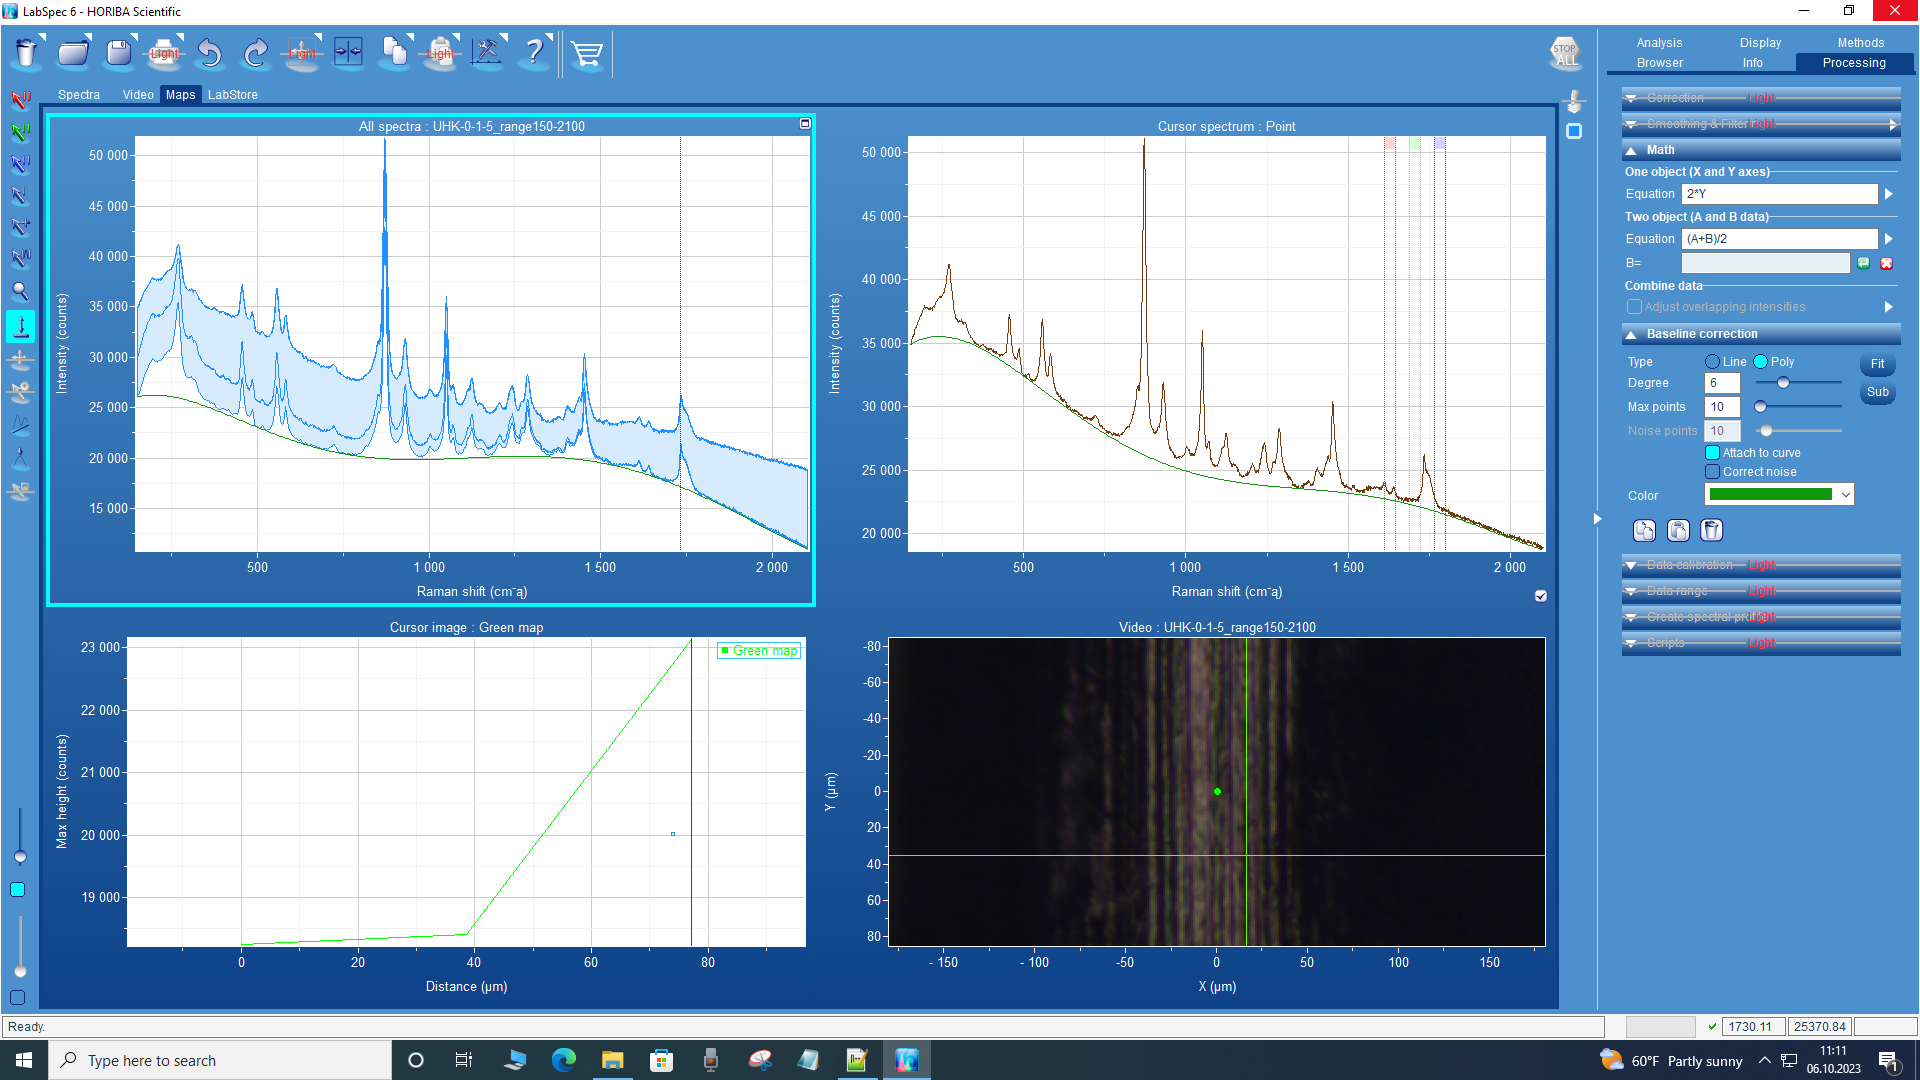 LabSpec 6 - HORIBA Scientific
Light
Light
Light
STOP
ALL
Analysis Display Methods
Browser Info Processing
Spectra Video Maps LabStore
All spectra : UHK-0-1-5_range150-2100
50 000
45 000
40 000
35 000
30 000
25 000
20 000
15 000
Intensity (counts)
500 1 000 1 500 2 000
Raman shift (cm⁻ą)
Cursor spectrum : Point
50 000
45 000
40 000
35 000
30 000
25 000
20 000
Intensity (counts)
500 1 000 1 500 2 000
Raman shift (cm⁻ą)
Cursor image : Green map
Green map
23 000
22 000
21 000
20 000
19 000
Max height (counts)
0 20 40 60 80
Distance (µm)
Video : UHK-0-1-5_range150-2100
-80
-60
-40
-20
0
20
40
60
80
Y (µm)
- 150 - 100 -50 0 50 100 150
X (µm)
Correction Light
Smoothing & Filter Light
Math
One object (X and Y axes)
Equation 2*Y
Two object (A and B data)
Equation (A+B)/2
B=
Combine data
Adjust overlapping intensities
Baseline correction
Type Line Poly Fit
Degree 6 Sub
Max points 10
Noise points 10
Attach to curve
Correct noise
Color
Data calibration Light
Data range Light
Create spectral Light
Scripts Light
Ready.
1730.11 25370.84
Type here to search
60°F Partly sunny
11:11
06.10.2023
1